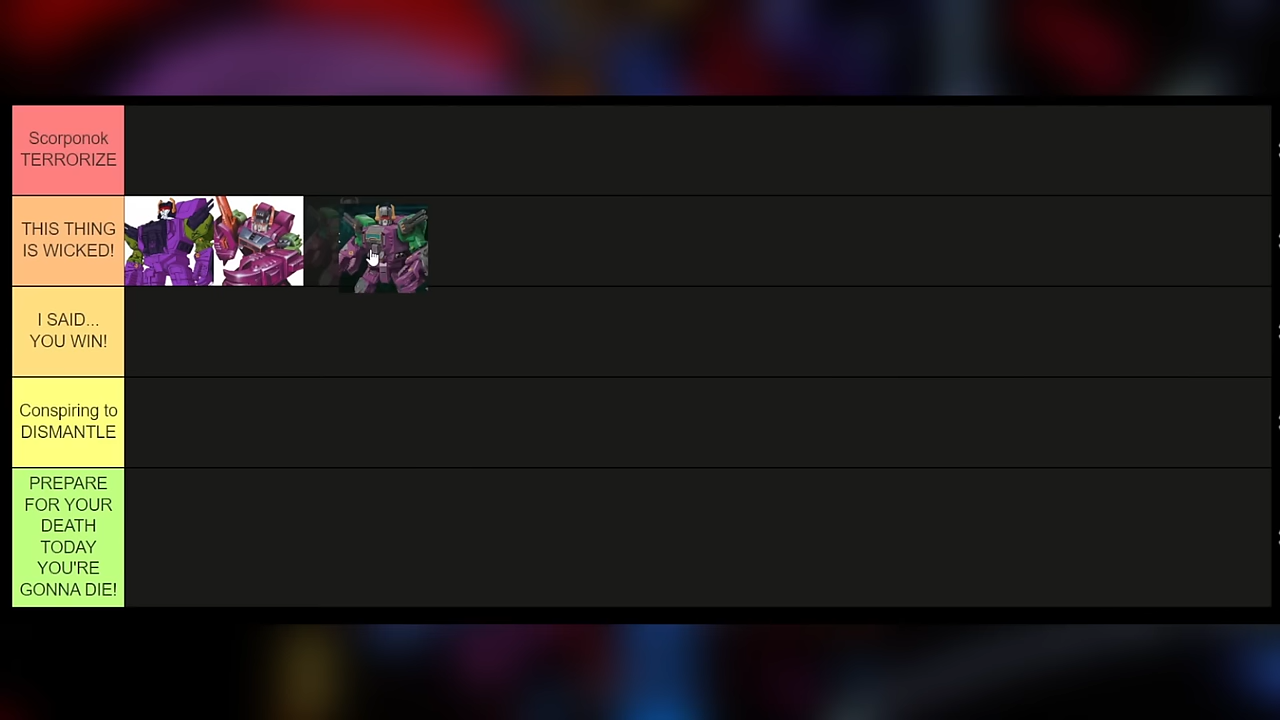 Scorponok
TERRORIZE
THIS THING
IS WICKED!
I SAID...
YOU WIN!
Conspiring to
DISMANTLE
PREPARE
FOR YOUR
DEATH
TODAY
YOU'RE
GONNA DIE!